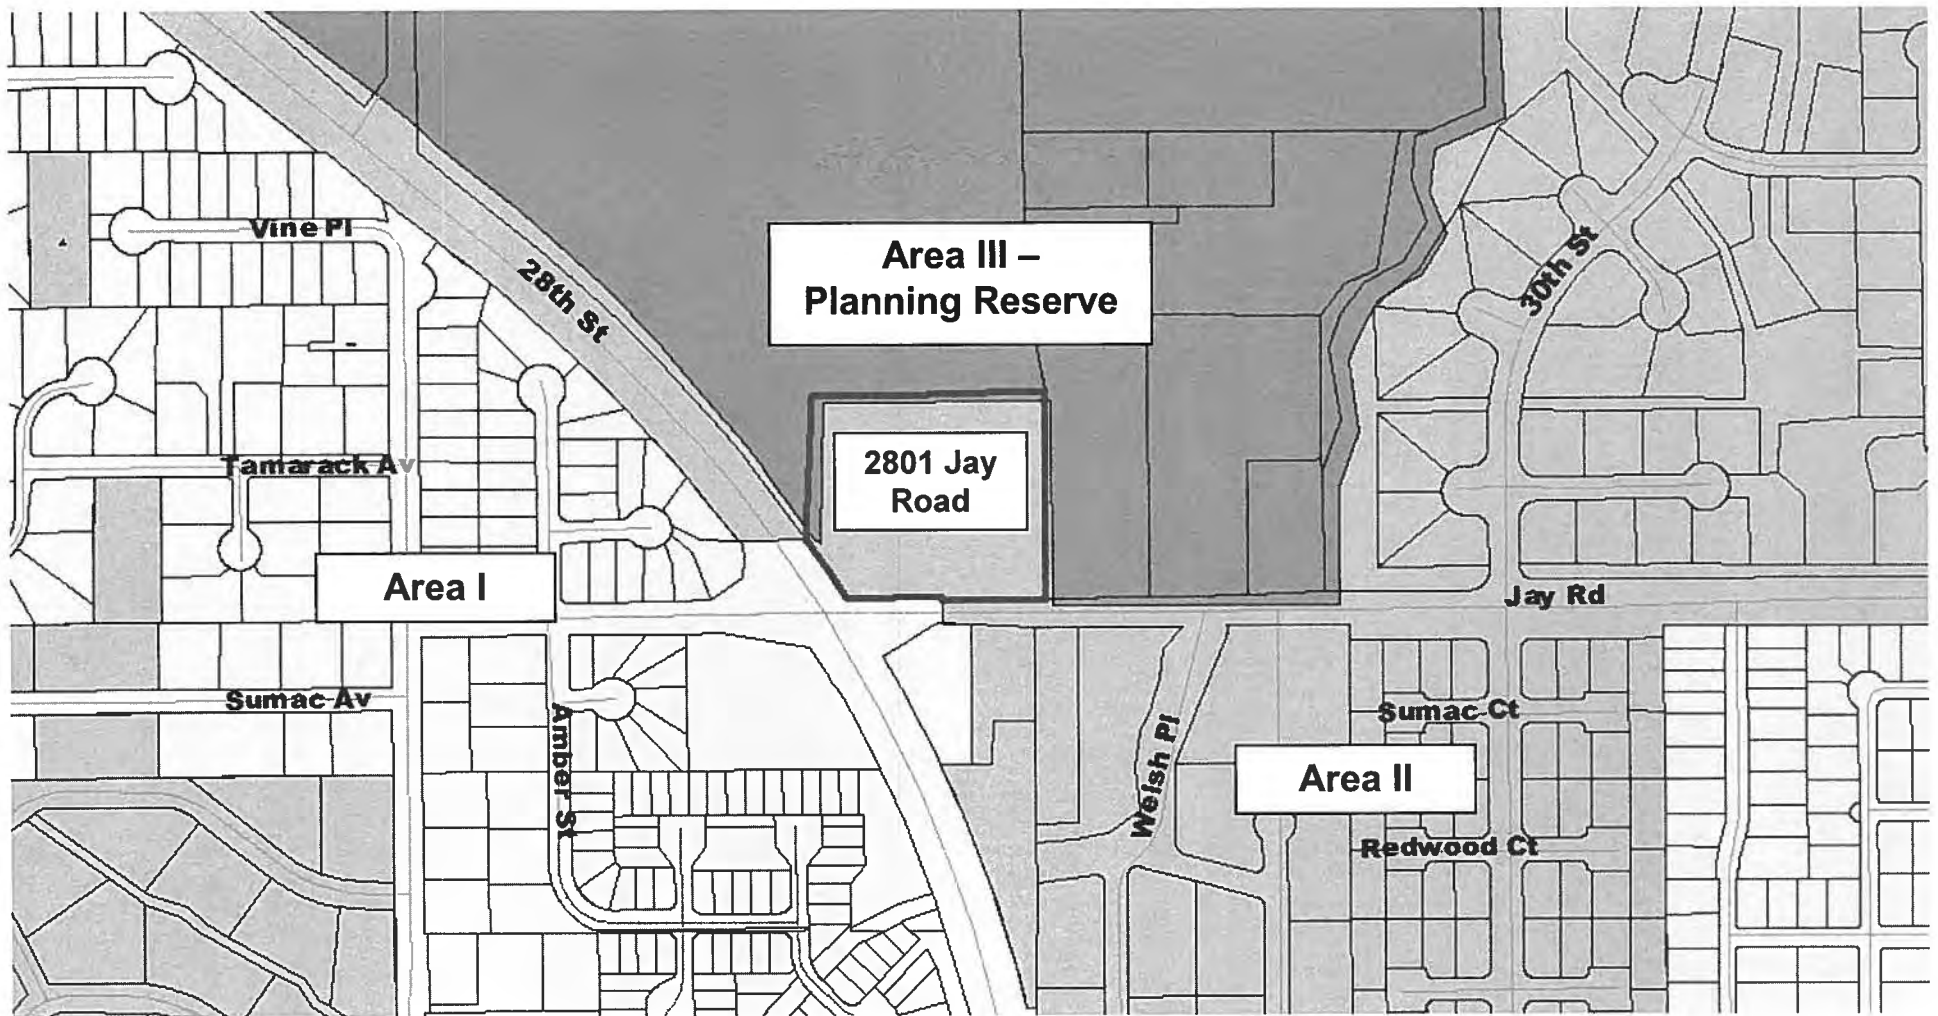 Vine Pl
28th St
Area III –
Planning Reserve
30th St
2801 Jay
Road
Tamarack Av
Area I
Jay Rd
Sumac Av
Amber St
Welsh Pl
Sumac Ct
Area II
Redwood Ct